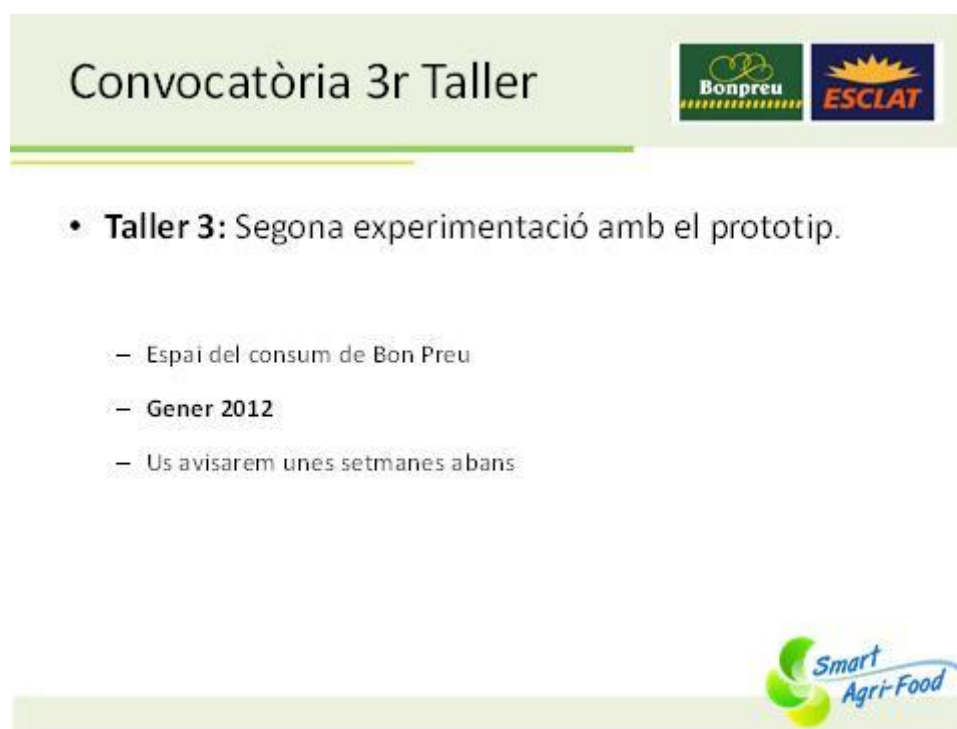 Convocatòria 3r Taller
Bonpreu
ESCLAT
• Taller 3: Segona experimentació amb el prototip.
– Espai del consum de Bon Preu
– Gener 2012
– Us avisarem unes setmanes abans
Smart
Agri-Food